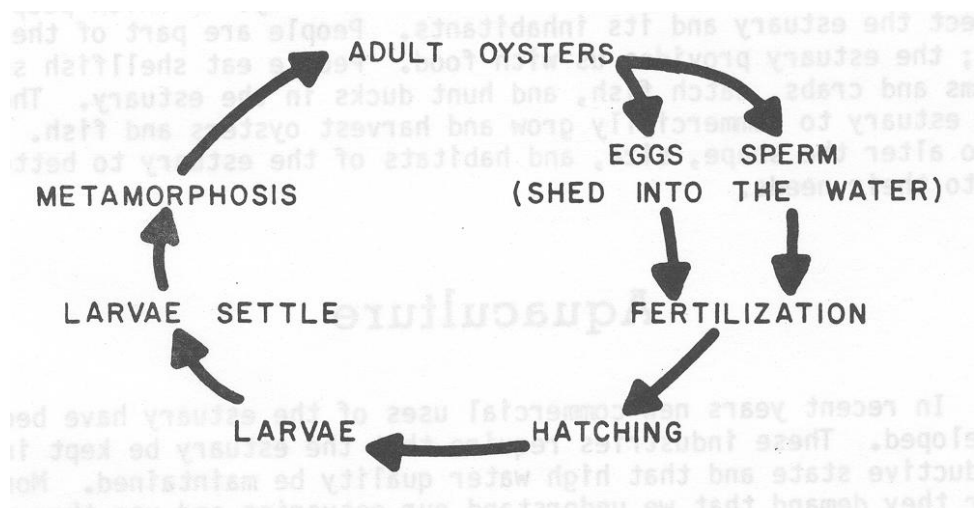 ADULT OYSTERS
EGGS SPERM
(SHED INTO THE WATER)
FERTILIZATION
HATCHING
LARVAE
LARVAE SETTLE
METAMORPHOSIS